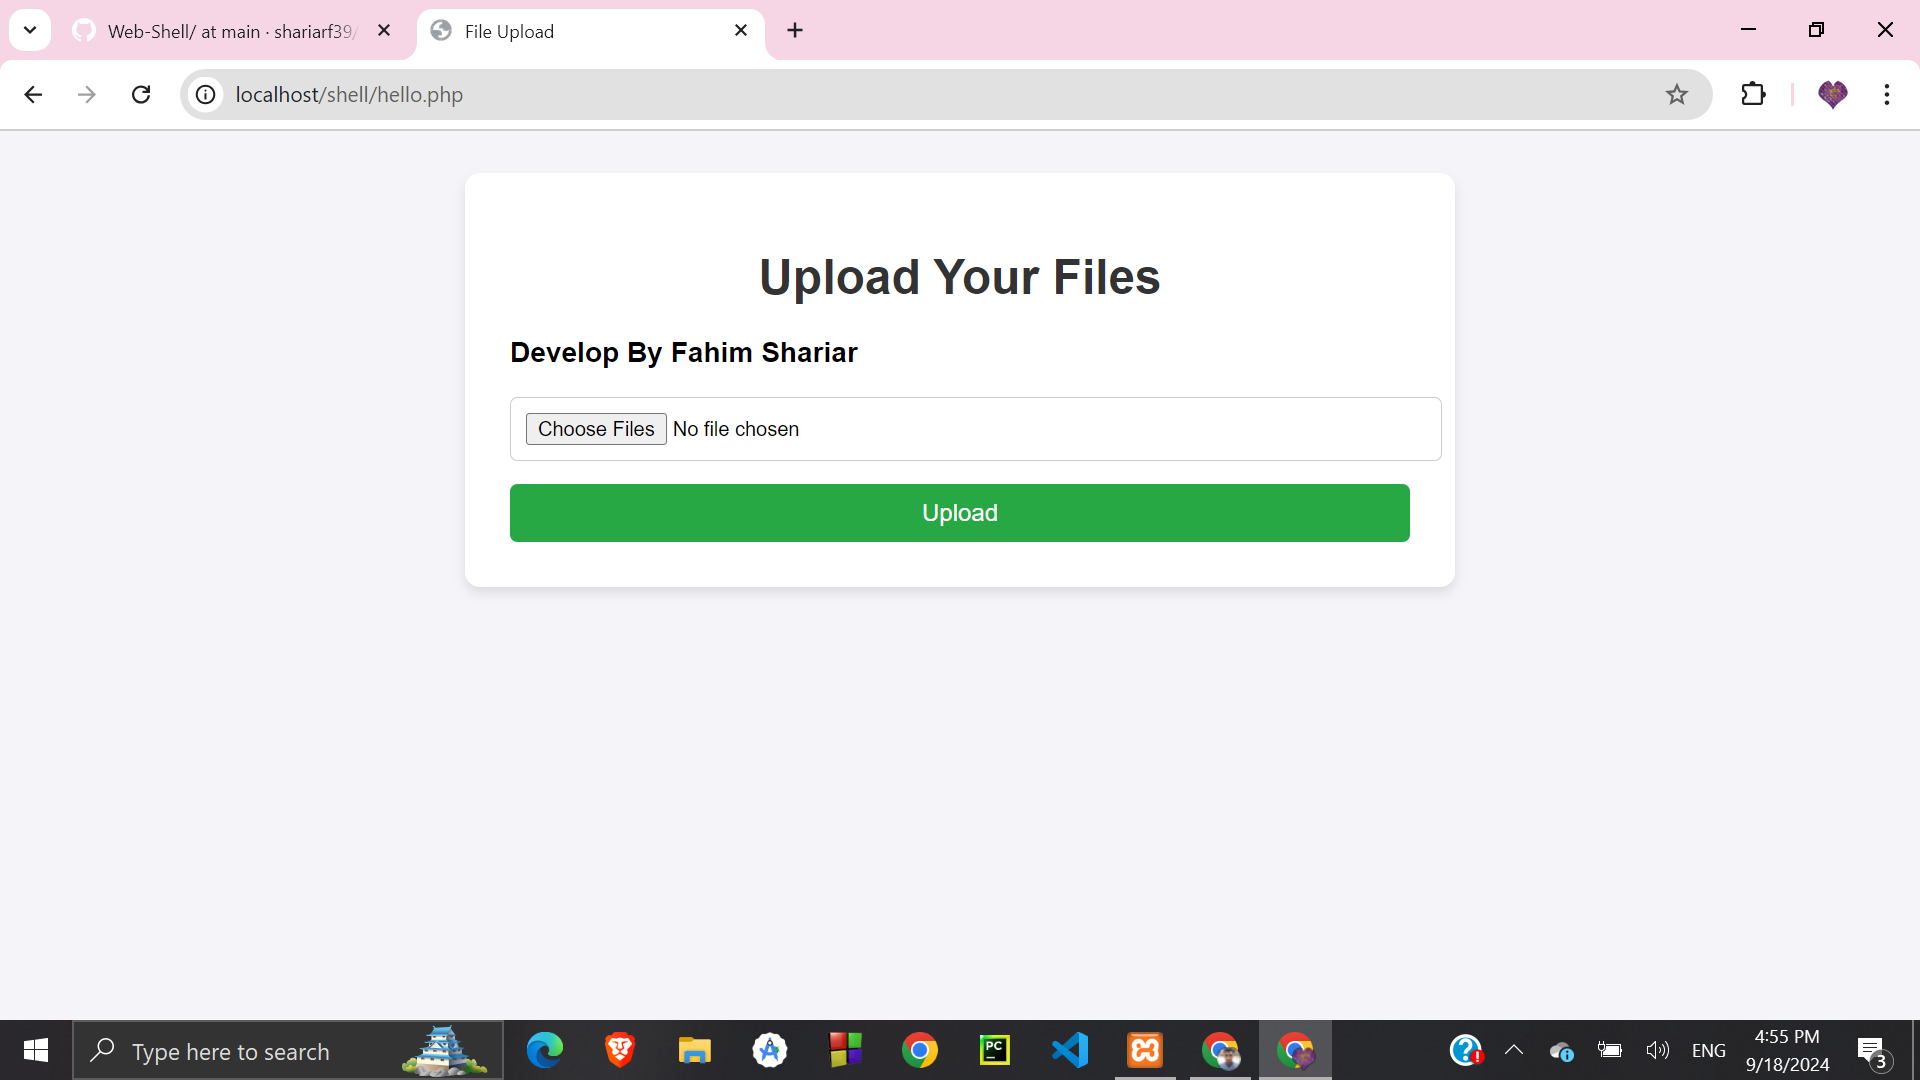 Web-Shell/ at main · shariarf39/
File Upload
localhost/shell/hello.php
Upload Your Files
Develop By Fahim Shariar
Choose Files No file chosen
Upload
Type here to search
PC
ENG
4:55 PM
9/18/2024
3